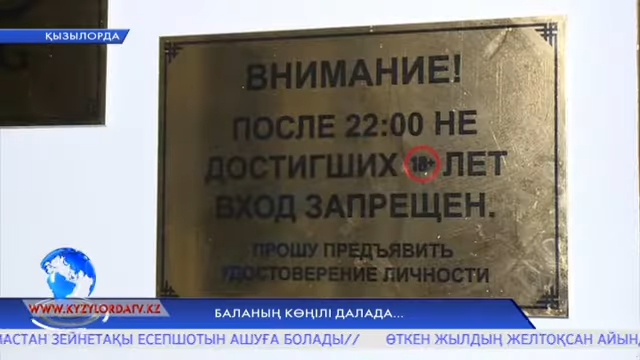 ҚЫЗЫЛОРДА
ВНИМАНИЕ!
ПОСЛЕ 22:00 НЕ
ДОСТИГШИХ 18+ ЛЕТ
ВХОД ЗАПРЕЩЕН.
ПРОШУ ПРЕДЪЯВИТЬ
УДОСТОВЕРЕНИЕ ЛИЧНОСТИ
WWW.KYZYLORDATV.KZ
БАЛАНЫҢ КӨҢІЛІ ДАЛАДА...
МАСТАН ЗЕЙНЕТАҚЫ ЕСЕПШОТЫН АШУҒА БОЛАДЫ// ӨТКЕН ЖЫЛДЫҢ ЖЕЛТОҚСАН АЙЫН